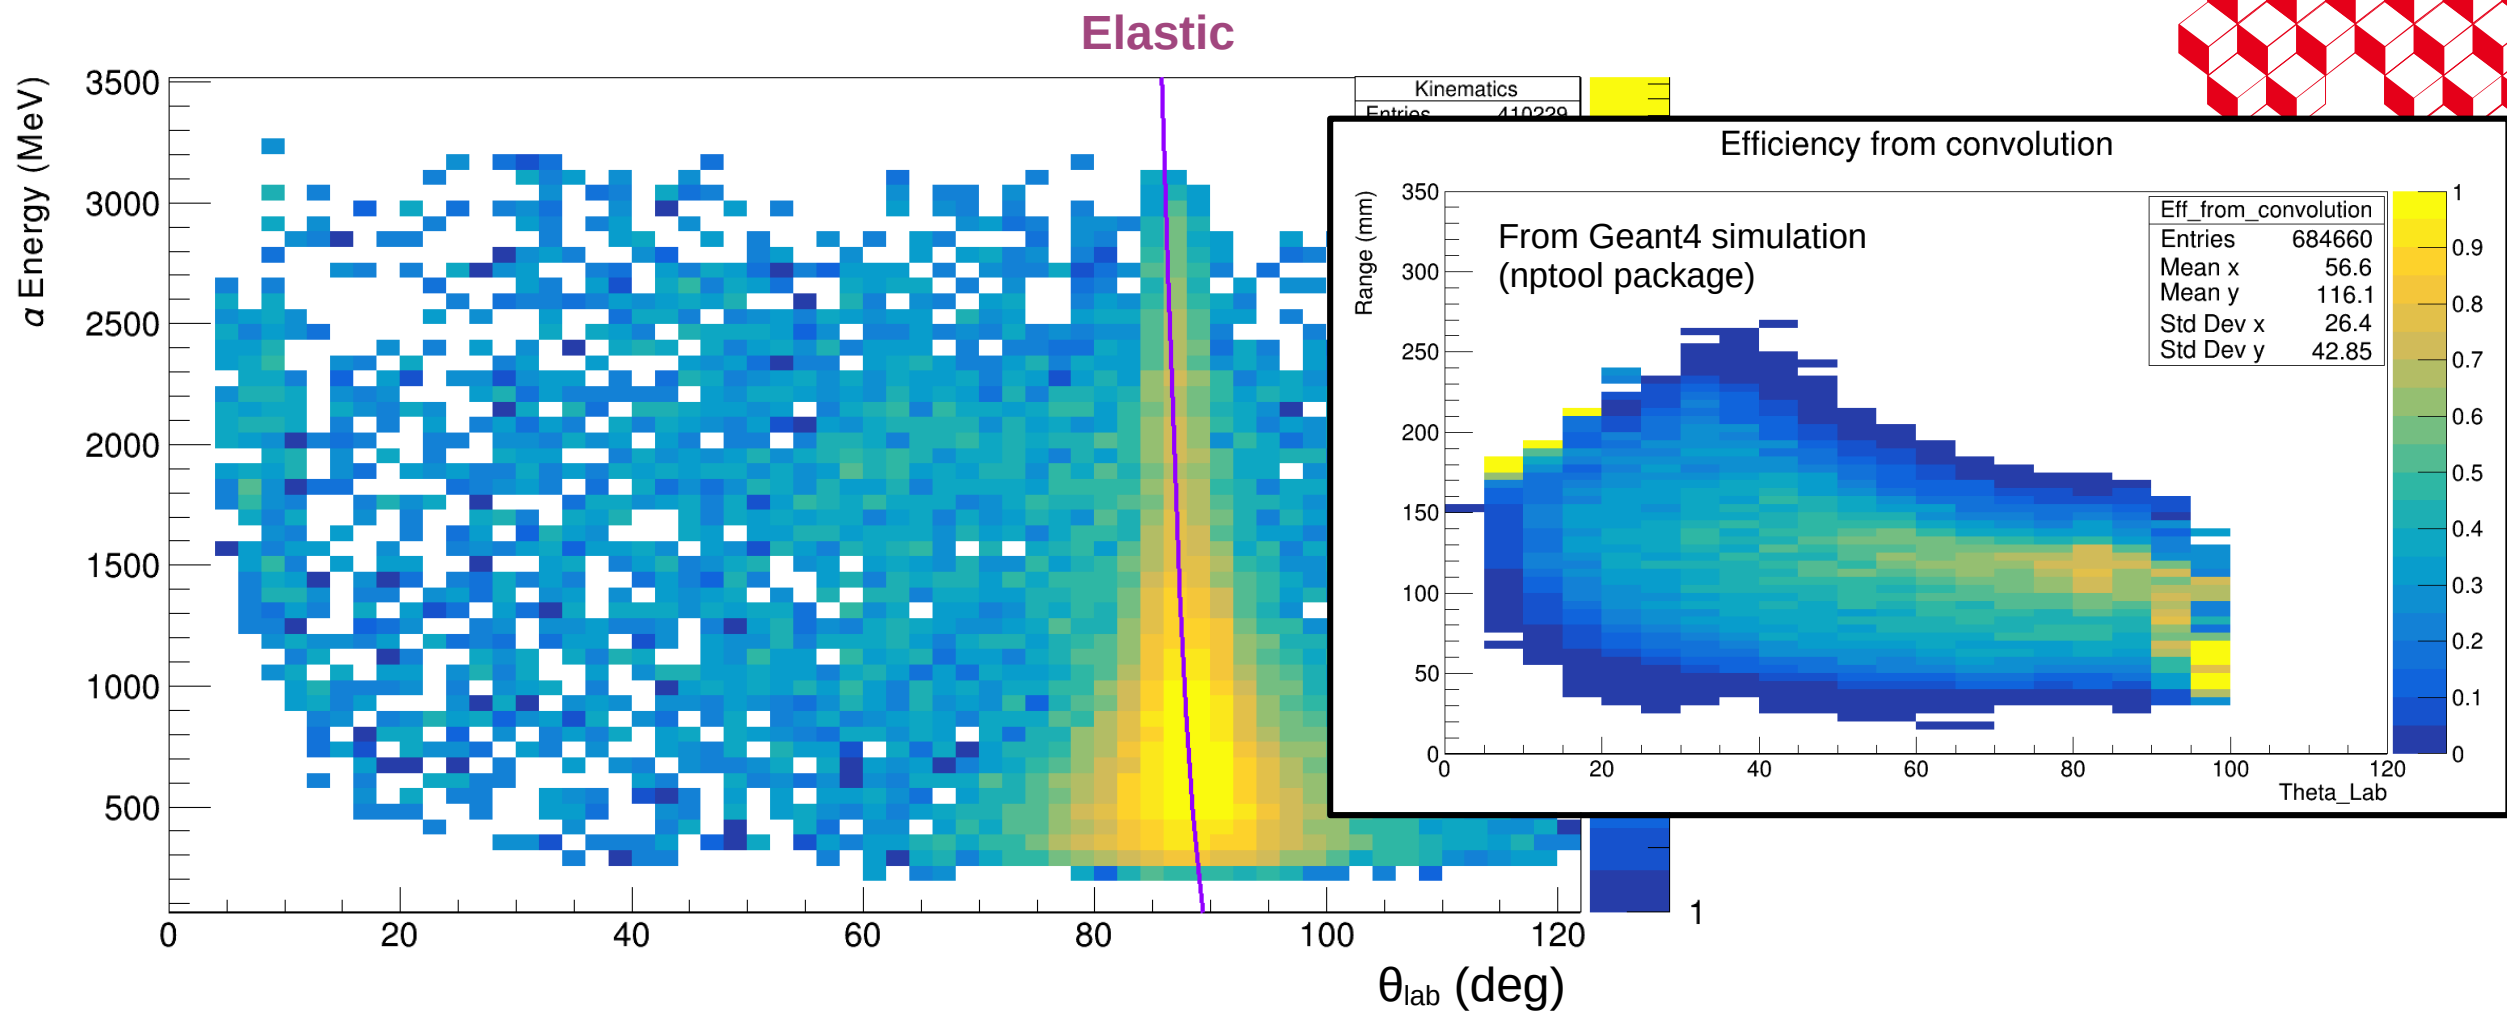 Elastic
α Energy (MeV)
3500
3000
2500
2000
1500
1000
500
0
20
40
60
80
100
120
θlab (deg)
Kinematics
Entries 410229
1
Efficiency from convolution
Range (mm)
350
300
250
200
150
100
50
0
From Geant4 simulation
(nptool package)
Eff_from_convolution
Entries 684660
Mean x 56.6
Mean y 116.1
Std Dev x 26.4
Std Dev y 42.85
1
0.9
0.8
0.7
0.6
0.5
0.4
0.3
0.2
0.1
0
0
20
40
60
80
100
120
Theta_Lab